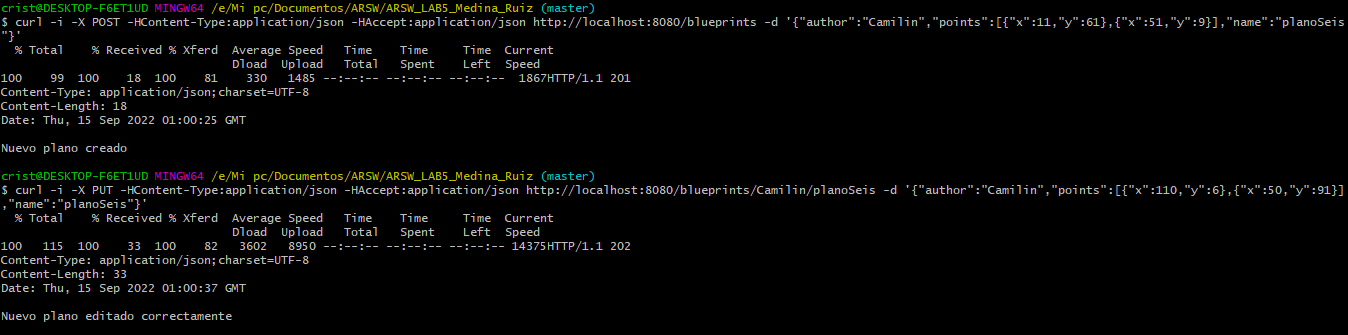 crist@DESKTOP-F6ET1UD MINGW64 /e/Mi pc/Documentos/ARSW/ARSW_LAB5_Medina_Ruiz (master)
$ curl -i -X POST -HContent-Type:application/json -HAccept:application/json http://localhost:8080/blueprints -d '{"author":"Camilin","points":[{"x":11,"y":61},{"x":51,"y":9}],"name":"planoSeis
"}'
  % Total    % Received % Xferd  Average Speed   Time    Time     Time  Current
                                 Dload  Upload   Total   Spent    Left  Speed
100    99  100    18  100    81    330   1485 --:--:-- --:--:-- --:--:--  1867HTTP/1.1 201
Content-Type: application/json;charset=UTF-8
Content-Length: 18
Date: Thu, 15 Sep 2022 01:00:25 GMT

Nuevo plano creado

crist@DESKTOP-F6ET1UD MINGW64 /e/Mi pc/Documentos/ARSW/ARSW_LAB5_Medina_Ruiz (master)
$ curl -i -X PUT -HContent-Type:application/json -HAccept:application/json http://localhost:8080/blueprints/Camilin/planoSeis -d '{"author":"Camilin","points":[{"x":110,"y":6},{"x":50,"y":91}]
,"name":"planoSeis"}'
  % Total    % Received % Xferd  Average Speed   Time    Time     Time  Current
                                 Dload  Upload   Total   Spent    Left  Speed
100   115  100    33  100    82   3602   8950 --:--:-- --:--:-- --:--:-- 14375HTTP/1.1 202
Content-Type: application/json;charset=UTF-8
Content-Length: 33
Date: Thu, 15 Sep 2022 01:00:37 GMT

Nuevo plano editado correctamente